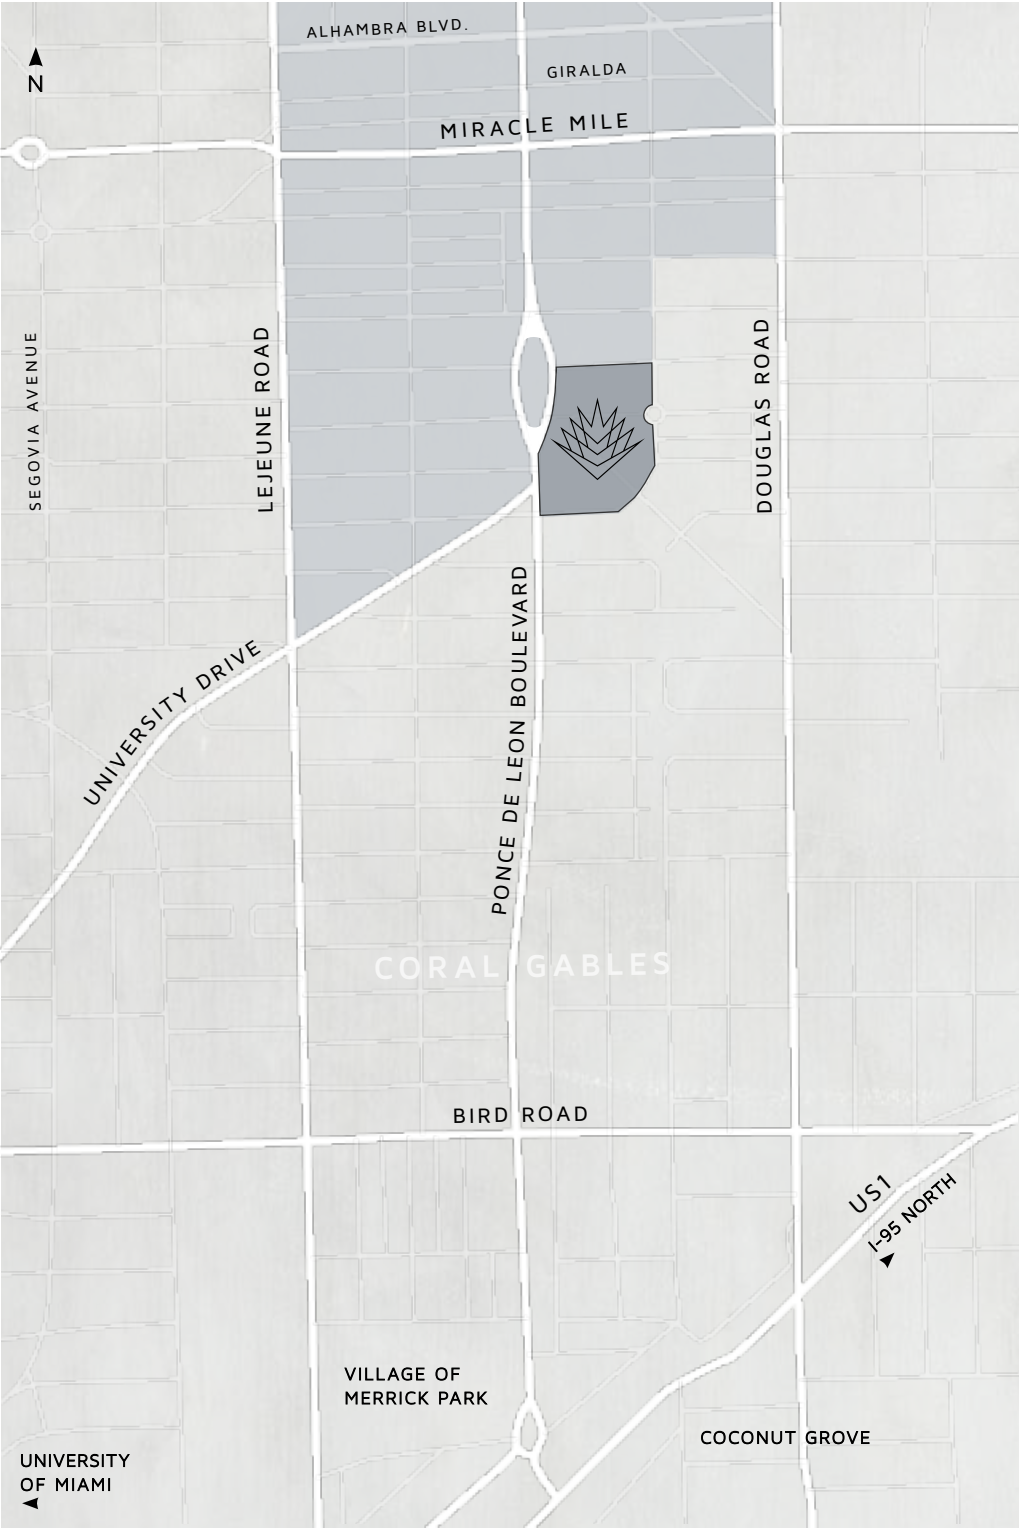 ALHAMBRA BLVD.
N
GIRALDA
MIRACLE MILE
SEGOVIA AVENUE
LEJEUNE ROAD
DOUGLAS ROAD
UNIVERSITY DRIVE
PONCE DE LEON BOULEVARD
CORAL GABLES
BIRD ROAD
US1
I-95 NORTH
VILLAGE OF
MERRICK PARK
COCONUT GROVE
UNIVERSITY
OF MIAMI